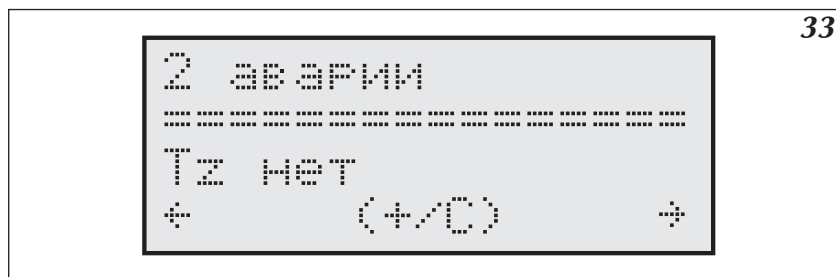 33
2 аварии
================
Tz нет
← (+/C) →